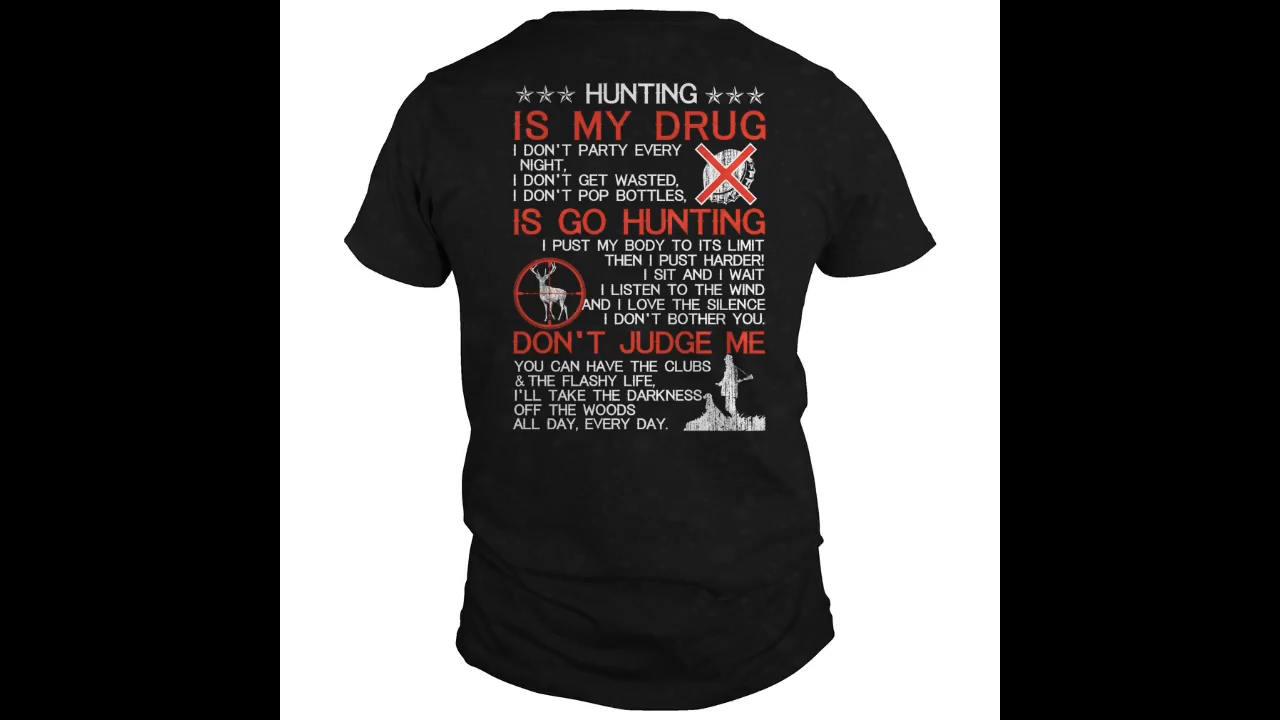 HUNTING
IS MY DRUG
I DON'T PARTY EVERY
NIGHT,
I DON'T GET WASTED,
I DON'T POP BOTTLES,
IS GO HUNTING
I PUST MY BODY TO ITS LIMIT
THEN I PUST HARDER!
I SIT AND I WAIT
I LISTEN TO THE WIND
AND I LOVE THE SILENCE
I DON'T BOTHER YOU.
DON'T JUDGE ME
YOU CAN HAVE THE CLUBS
& THE FLASHY LIFE,
I'LL TAKE THE DARKNESS
OFF THE WOODS
ALL DAY, EVERY DAY.